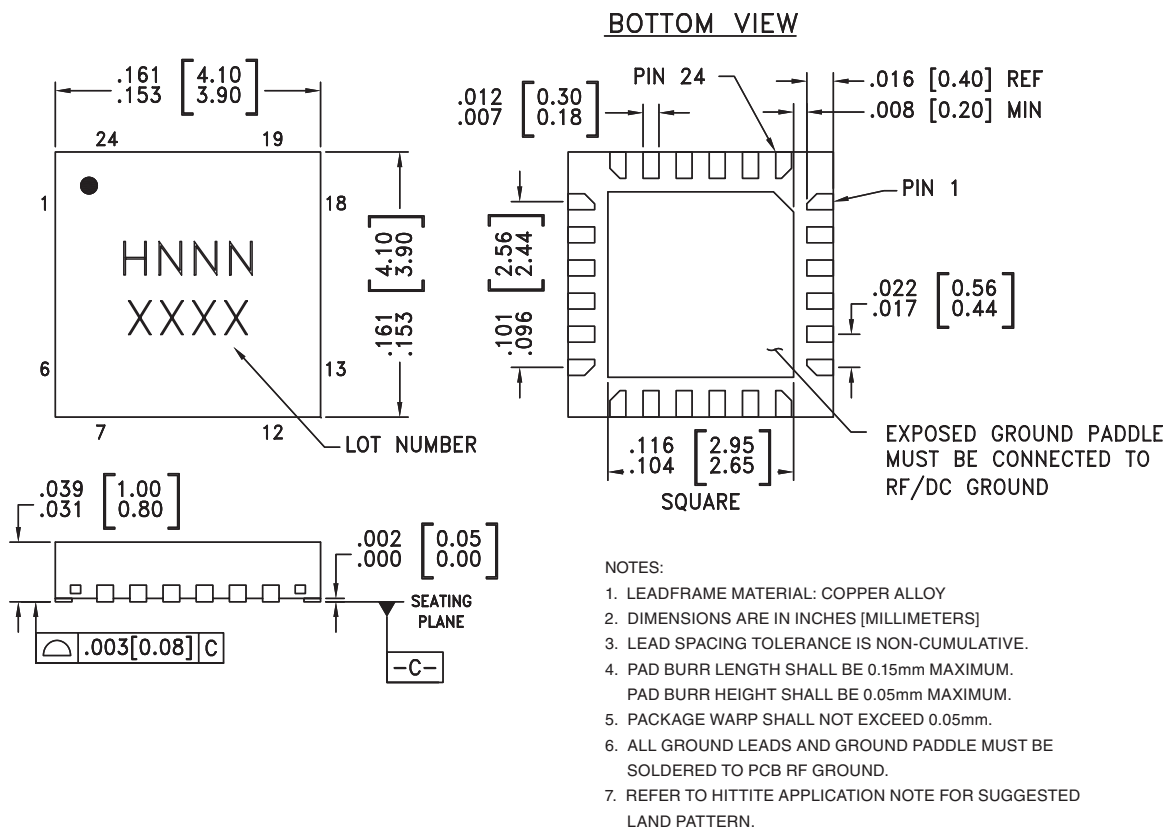 BOTTOM VIEW
.161 [4.10]
.153 [3.90]
24 19
1 18
HNNN
XXXX
6 13
7 12
LOT NUMBER
.161 [4.10]
.153 [3.90]
PIN 24
.016 [0.40] REF
.008 [0.20] MIN
.012 [0.30]
.007 [0.18]
PIN 1
.101 [2.56]
.096 [2.44]
.022 [0.56]
.017 [0.44]
.116 [2.95]
.104 [2.65]
SQUARE
EXPOSED GROUND PADDLE
MUST BE CONNECTED TO
RF/DC GROUND
.039 [1.00]
.031 [0.80]
.002 [0.05]
.000 [0.00]
SEATING
PLANE
.003[0.08] C
-C-
NOTES:
1. LEADFRAME MATERIAL: COPPER ALLOY
2. DIMENSIONS ARE IN INCHES [MILLIMETERS]
3. LEAD SPACING TOLERANCE IS NON-CUMULATIVE.
4. PAD BURR LENGTH SHALL BE 0.15mm MAXIMUM.
PAD BURR HEIGHT SHALL BE 0.05mm MAXIMUM.
5. PACKAGE WARP SHALL NOT EXCEED 0.05mm.
6. ALL GROUND LEADS AND GROUND PADDLE MUST BE
SOLDERED TO PCB RF GROUND.
7. REFER TO HITTITE APPLICATION NOTE FOR SUGGESTED
LAND PATTERN.